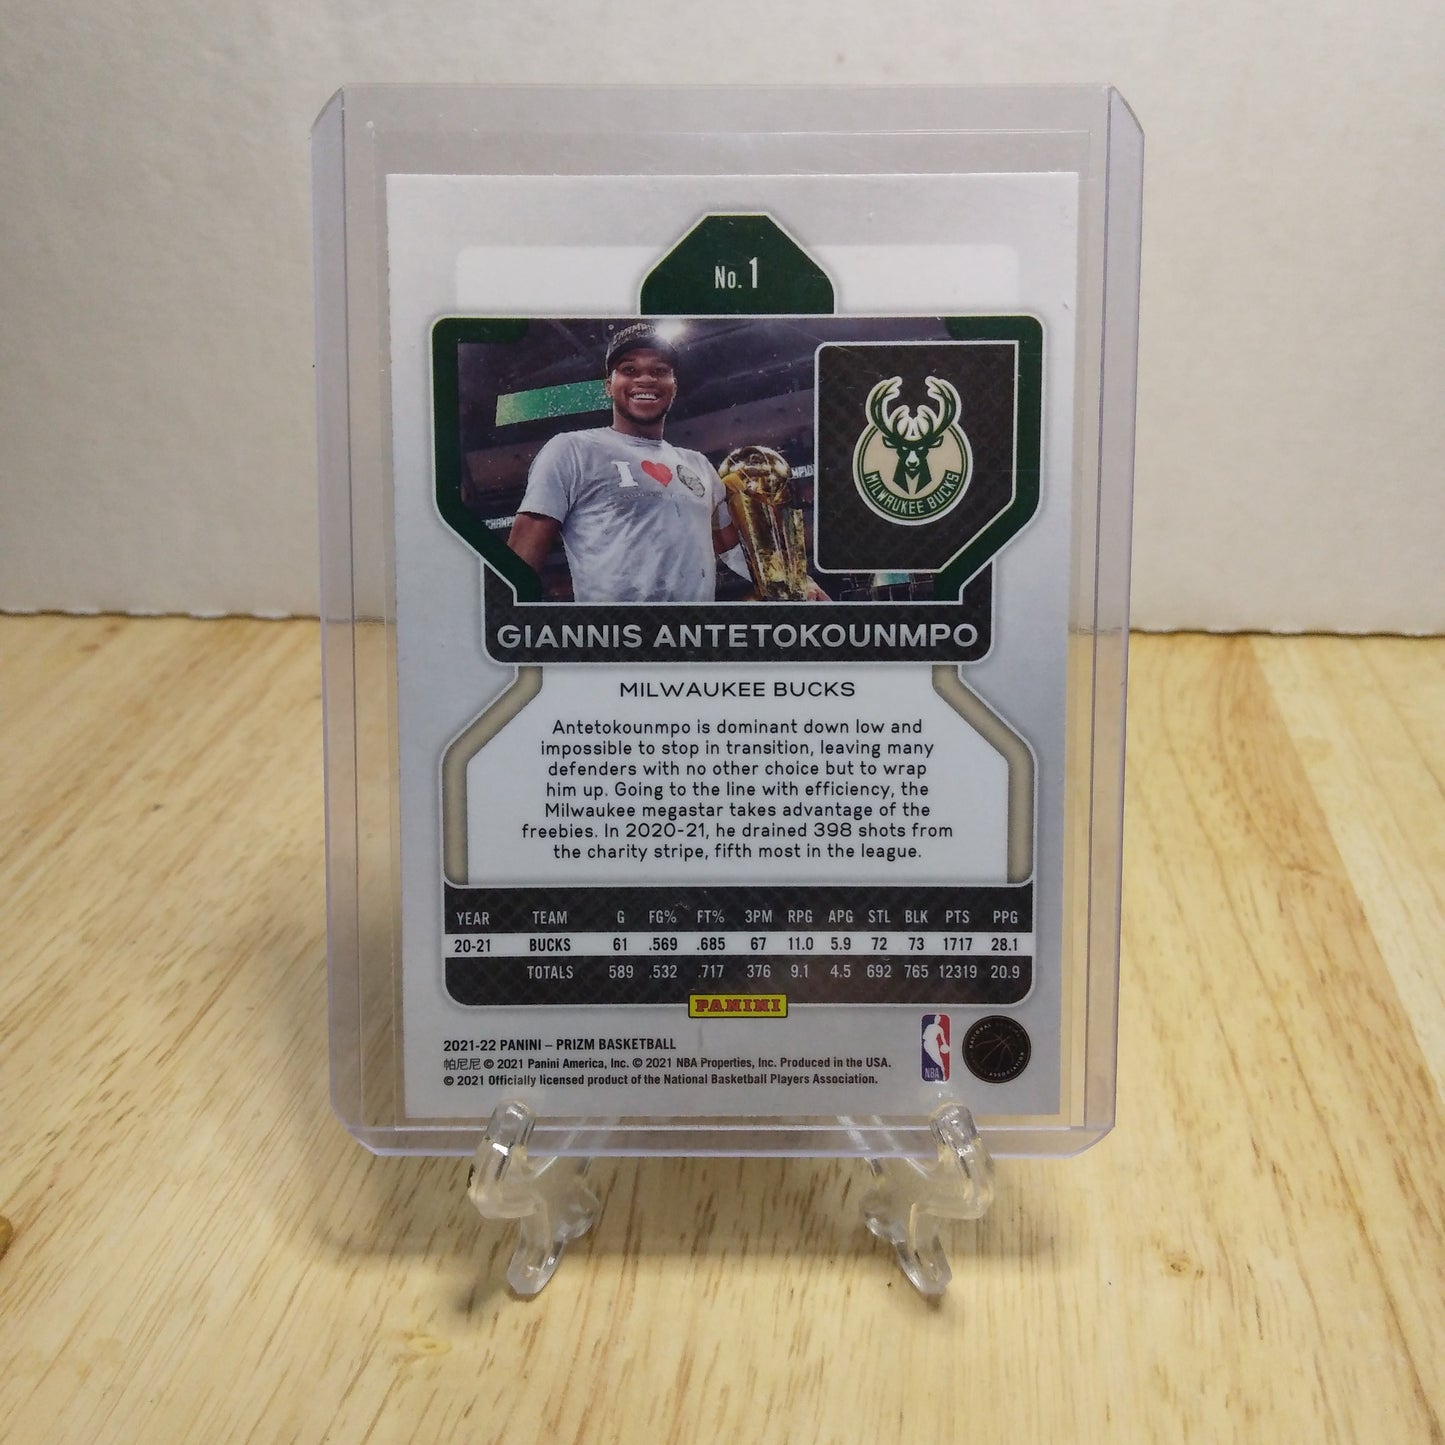 No. 1
CHAMPI
I
MPIO
CHAMP
MILWAUKEE BUCKS
GIANNIS ANTETOKOUNMPO
MILWAUKEE BUCKS
Antetokounmpo is dominant down low and
impossible to stop in transition, leaving many
defenders with no other choice but to wrap
him up. Going to the line with efficiency, the
Milwaukee megastar takes advantage of the
freebies. In 2020-21, he drained 398 shots from
the charity stripe, fifth most in the league.
YEAR TEAM G FG% FT% 3PM RPG APG STL BLK PTS PPG
20-21 BUCKS 61 .569 .685 67 11.0 5.9 72 73 1717 28.1
TOTALS 589 .532 .717 376 9.1 4.5 692 765 12319 20.9
PANINI
2021-22 PANINI – PRIZM BASKETBALL
帕尼尼 © 2021 Panini America, Inc. © 2021 NBA Properties, Inc. Produced in the USA.
© 2021 Officially licensed product of the National Basketball Players Association.
NBA